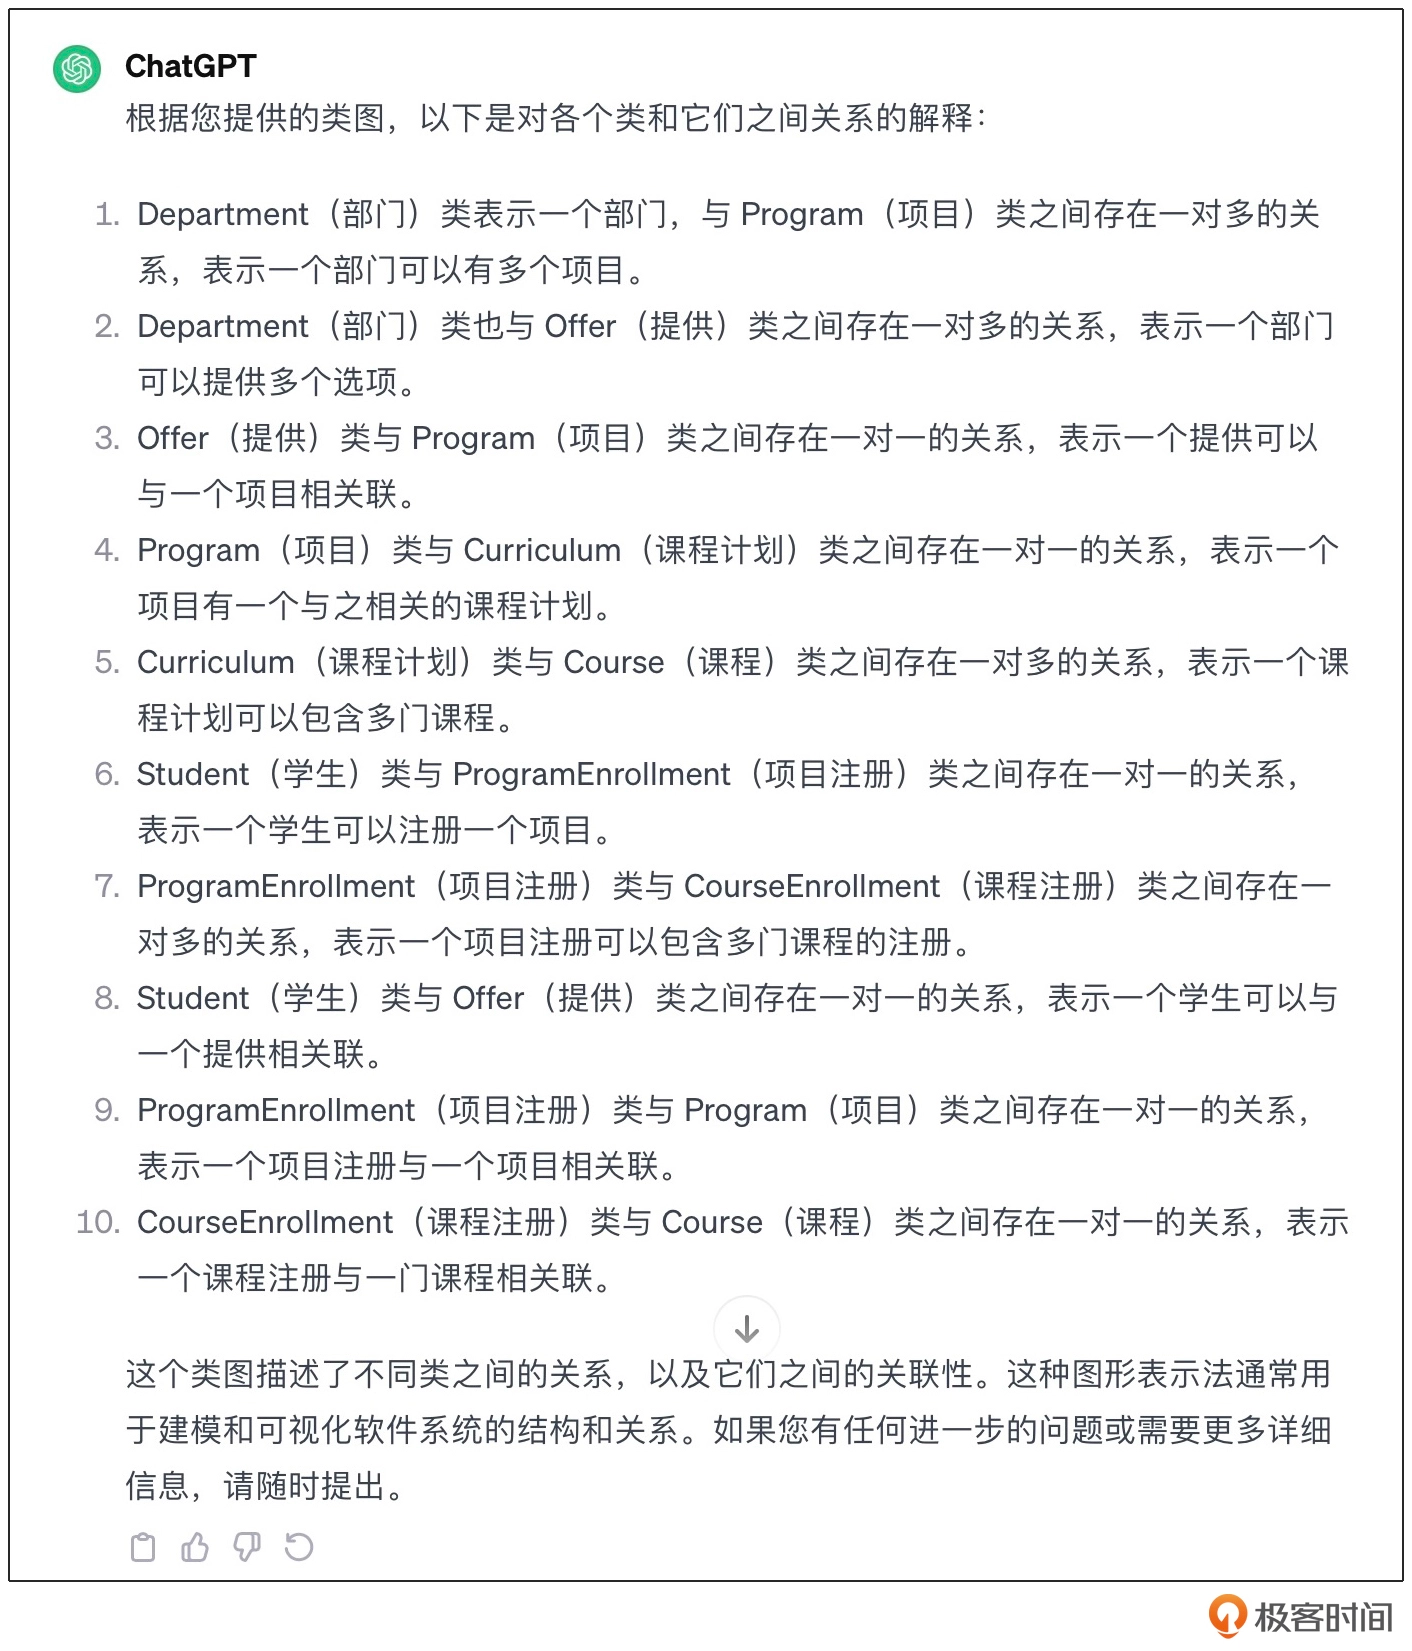 ChatGPT
根据您提供的类图，以下是对各个类和它们之间关系的解释：
1. Department（部门）类表示一个部门，与 Program（项目）类之间存在一对多的关
系，表示一个部门可以有多个项目。
2. Department（部门）类也与 Offer（提供）类之间存在一对多的关系，表示一个部门
可以提供多个选项。
3. Offer（提供）类与 Program（项目）类之间存在一对一的关系，表示一个提供可以
与一个项目相关联。
4. Program（项目）类与 Curriculum（课程计划）类之间存在一对一的关系，表示一个
项目有一个与之相关的课程计划。
5. Curriculum（课程计划）类与 Course（课程）类之间存在一对多的关系，表示一个课
程计划可以包含多门课程。
6. Student（学生）类与 ProgramEnrollment（项目注册）类之间存在一对一的关系，
表示一个学生可以注册一个项目。
7. ProgramEnrollment（项目注册）类与 CourseEnrollment（课程注册）类之间存在一
对多的关系，表示一个项目注册可以包含多门课程的注册。
8. Student（学生）类与 Offer（提供）类之间存在一对一的关系，表示一个学生可以与
一个提供相关联。
9. ProgramEnrollment（项目注册）类与 Program（项目）类之间存在一对一的关系，
表示一个项目注册与一个项目相关联。
10. CourseEnrollment（课程注册）类与 Course（课程）类之间存在一对一的关系，表示
一个课程注册与一门课程相关联。
这个类图描述了不同类之间的关系，以及它们之间的关联性。这种图形表示法通常用
于建模和可视化软件系统的结构和关系。如果您有任何进一步的问题或需要更多详细
信息，请随时提出。
极客时间